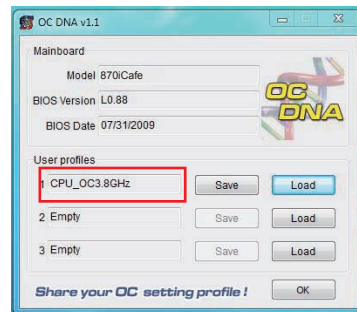 OC DNA v1.1
Mainboard
Model 870iCafe
BIOS Version L0.88
BIOS Date 07/31/2009
OC
DNA
User profiles
1 CPU_OC3.8GHz Save Load
2 Empty Save Load
3 Empty Save Load
Share your OC setting profile! OK